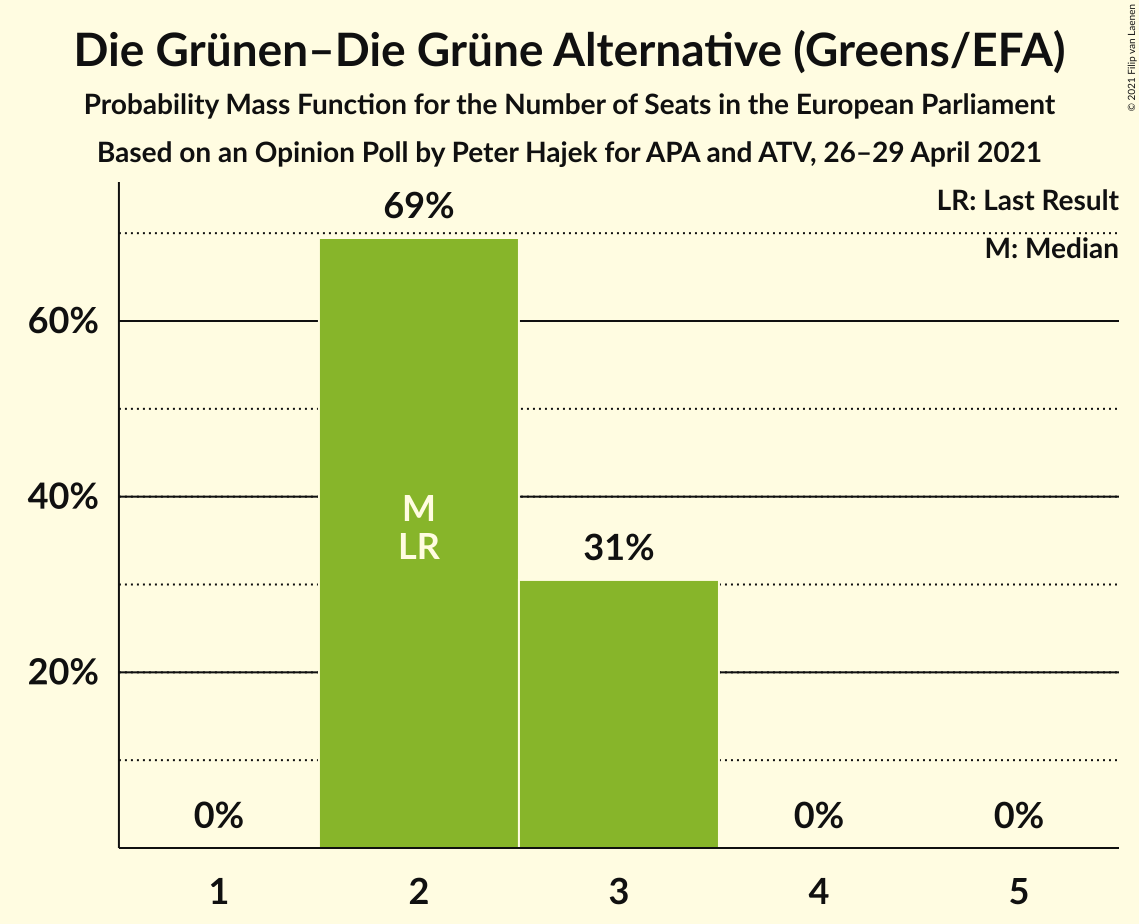 Die Grünen–Die Grüne Alternative (Greens/EFA)
Probability Mass Function for the Number of Seats in the European Parliament
Based on an Opinion Poll by Peter Hajek for APA and ATV, 26–29 April 2021
© 2021 Filip van Laenen
LR: Last Result
M: Median
69%
60%
40%
M
LR
31%
20%
0%
0%
0%
1
2
3
4
5